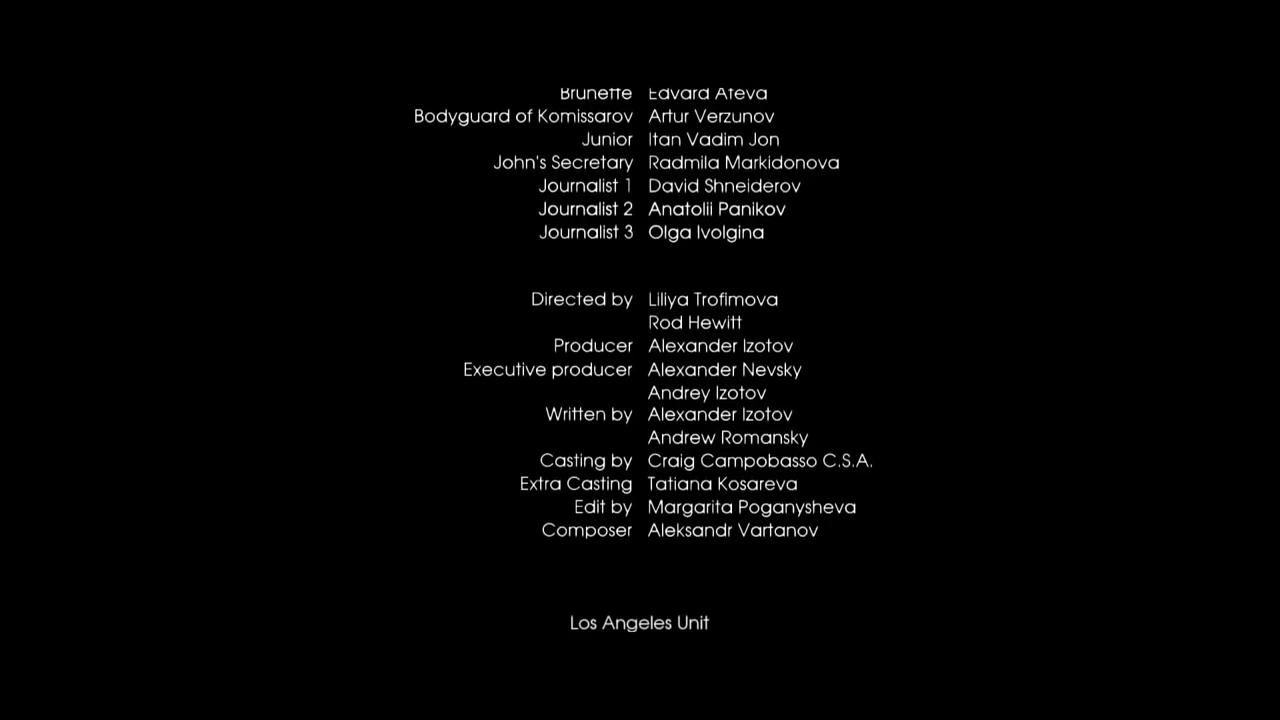 Brunette Edvard Ateva
Bodyguard of Komissarov Artur Verzunov
Junior Itan Vadim Jon
John's Secretary Radmila Markidonova
Journalist 1 David Shneiderov
Journalist 2 Anatolii Panikov
Journalist 3 Olga Ivolgina
Directed by Liliya Trofimova
Rod Hewitt
Producer Alexander Izotov
Executive producer Alexander Nevsky
Andrey Izotov
Written by Alexander Izotov
Andrew Romansky
Casting by Craig Campobasso C.S.A.
Extra Casting Tatiana Kosareva
Edit by Margarita Poganysheva
Composer Aleksandr Vartanov
Los Angeles Unit